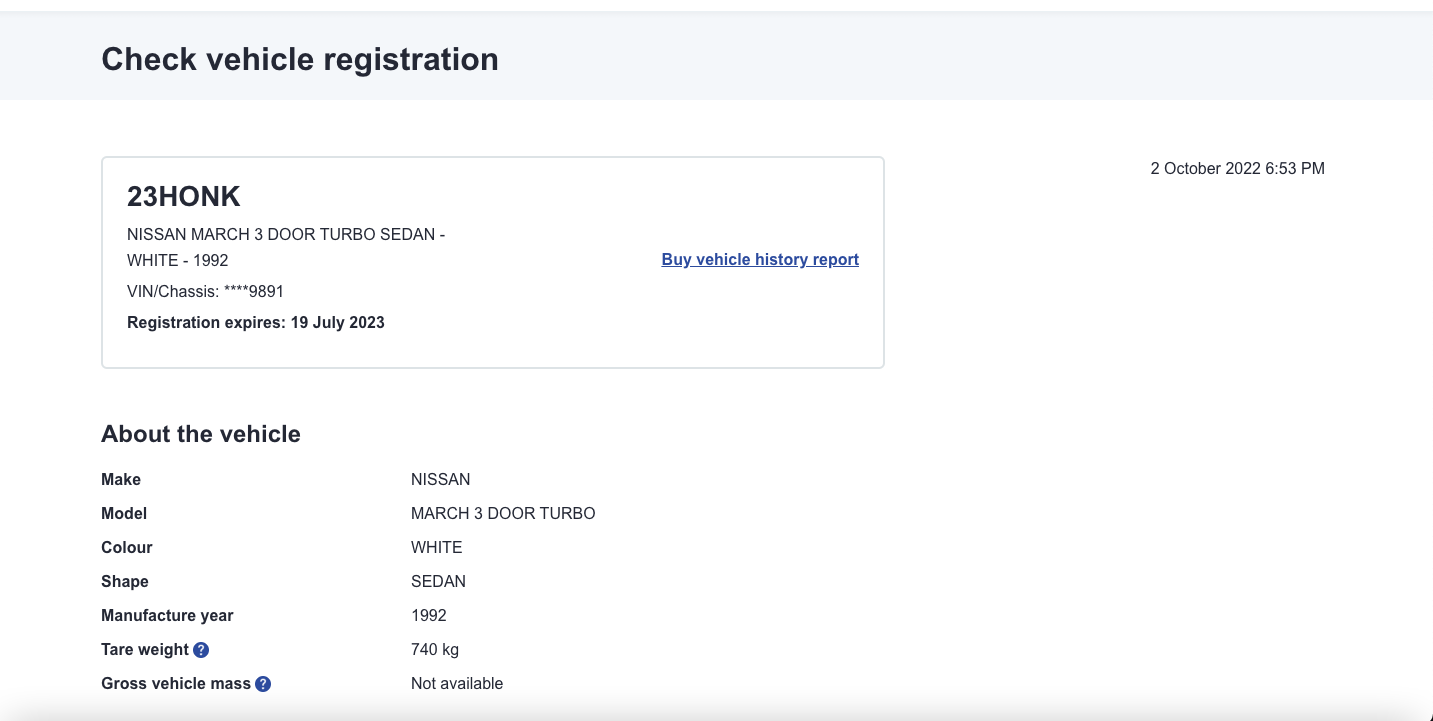 Check vehicle registration
23HONK
2 October 2022 6:53 PM
NISSAN MARCH 3 DOOR TURBO SEDAN -
WHITE - 1992
Buy vehicle history report
VIN/Chassis: ****9891
Registration expires: 19 July 2023
About the vehicle
Make NISSAN
Model MARCH 3 DOOR TURBO
Colour WHITE
Shape SEDAN
Manufacture year 1992
Tare weight ? 740 kg
Gross vehicle mass ? Not available